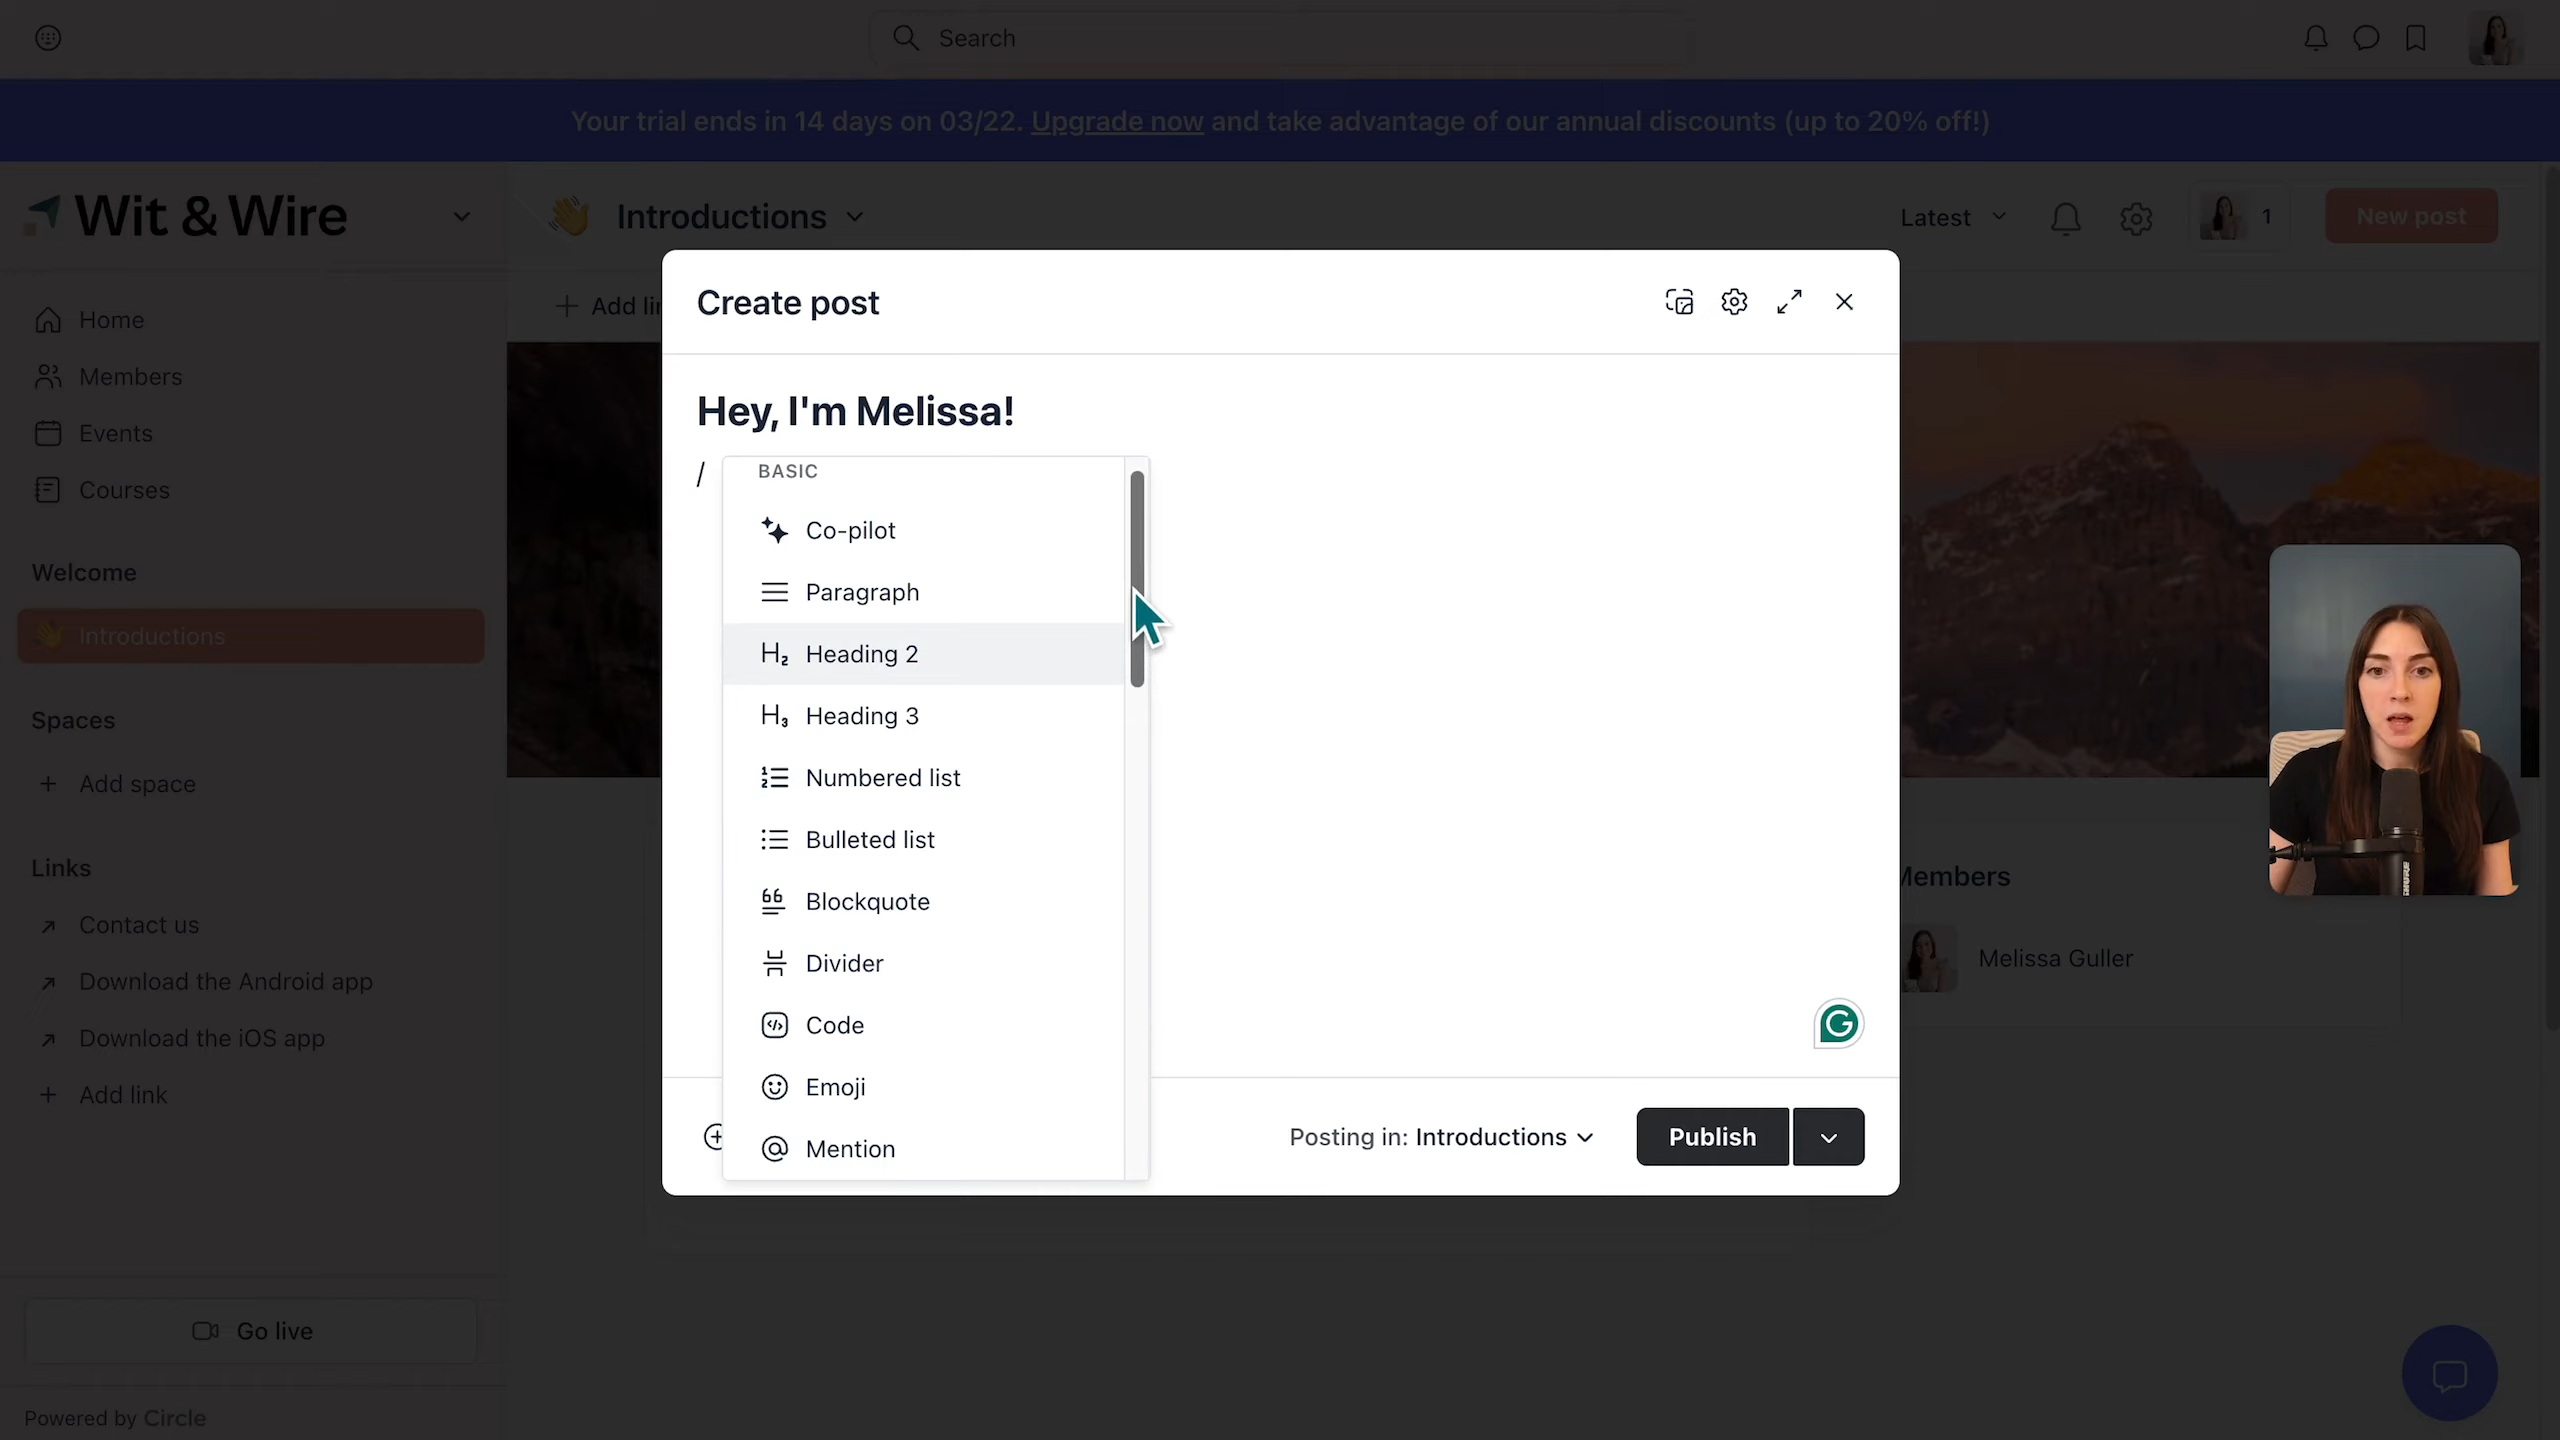 Search
Your trial ends in 14 days on 03/22. Upgrade now and take advantage of our annual discounts (up to 20% off!)
Wit & Wire
Introductions
Latest
1
New post
Add li
Home
Members
Events
Courses
Welcome
Introductions
Spaces
Add space
Links
Contact us
Download the Android app
Download the iOS app
Add link
Go live
Powered by Circle
Create post
Hey, I'm Melissa!
/
BASIC
Co-pilot
Paragraph
H2 Heading 2
H3 Heading 3
Numbered list
Bulleted list
Blockquote
Divider
Code
Emoji
Mention
Posting in: Introductions
Publish
Members
Melissa Guller
SHURE